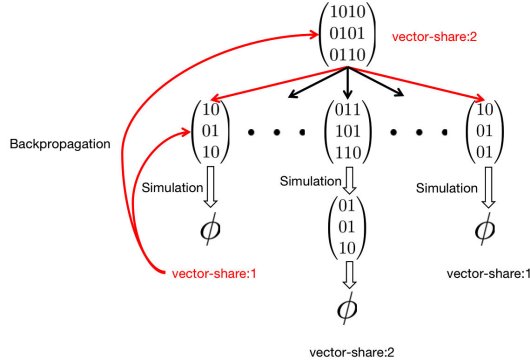 1010
0101
0110
vector-share:2
10
01
10
• • •
011
101
110
• • •
10
01
01
Backpropagation
Simulation
Simulation
Simulation
ϕ
01
01
10
ϕ
vector-share:1
vector-share:1
ϕ
vector-share:2